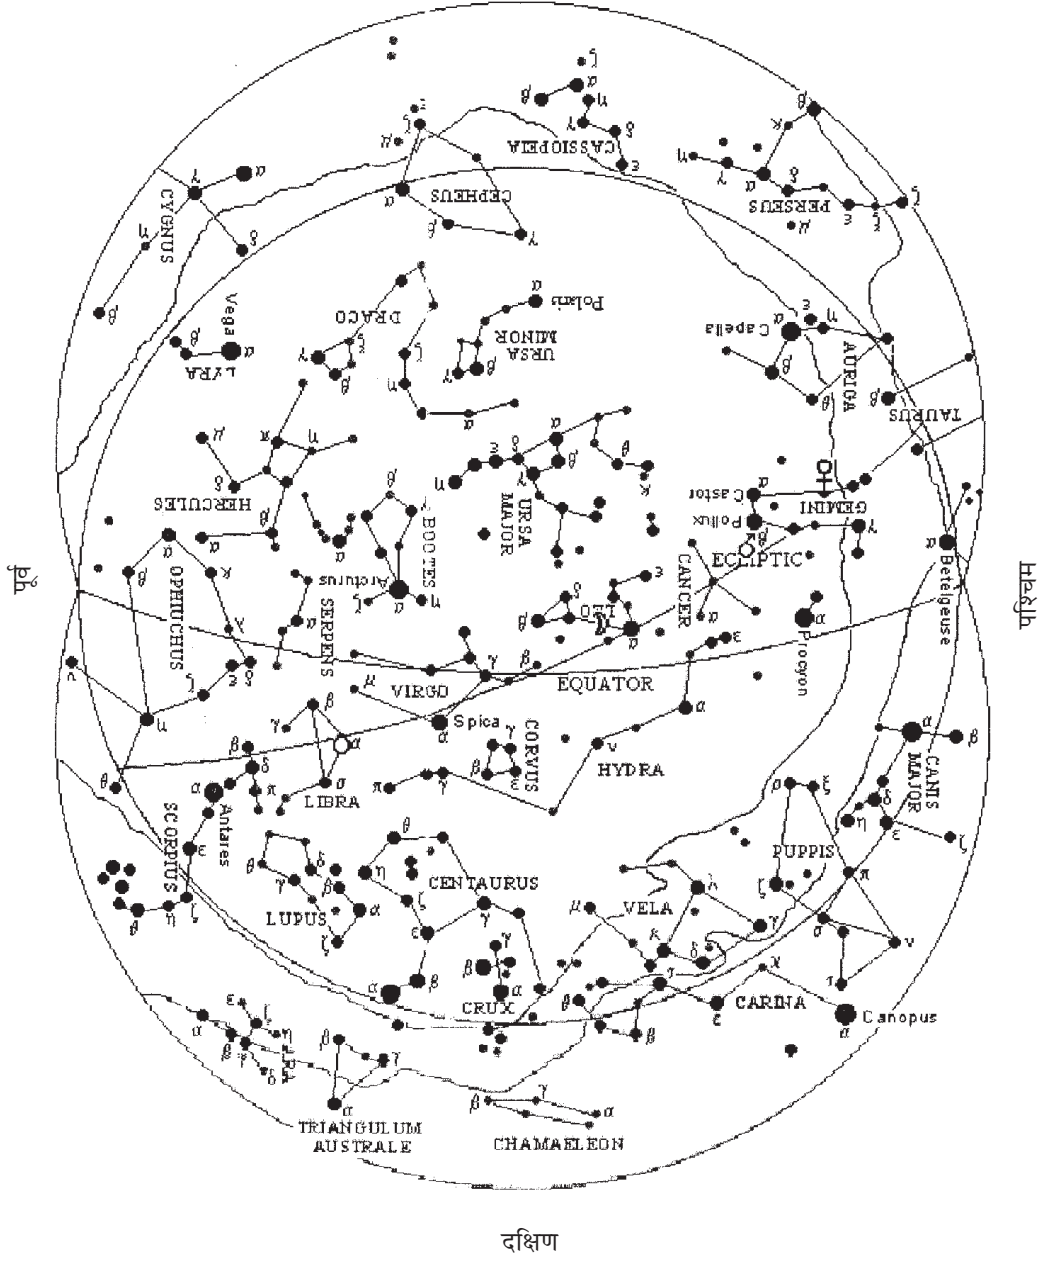 ζ
α
β
η
γ
δ
CASSIOPEIA
ε
β
κ
η
γ
α
δ
PERSEUS
ε
ξ
ζ
μ
ε
ζ
μ
α
CEPHEUS
β
γ
γ
α
CYGNUS
η
δ
β
Vega
β
α
LYRA
DRACO
γ
ξ
β
ζ
η
α
α
Polaris
URSA
MINOR
γ
β
Capella
α
ε
η
β
θ
AURIGA
β
TAURUS
μ
π
η
δ
HERCULES
β
α
α
β
γ
BOOTES
Arcturus
α
ζ
η
α
ε
δ
α
β
γ
η
URSA
MAJOR
θ
κ
Castor
α
Pollux
β
κ
GEMINI
γ
ECLIPTIC
CANCER
α
α
Betelgeuse
α
Procyon
पूर्व
पश्चिम
OPHIUCHUS
α
β
κ
λ
ε
δ
ζ
η
ν
θ
SERPENS
α
μ
LEO
δ
β
ε
α
VIRGO
γ
β
EQUATOR
Spica
α
ε
α
ν
HYDRA
γ
β
α
σ
LIBRA
π
γ
γ
β
ε
CORVUS
α
β
CANIS
MAJOR
δ
η
ε
ζ
β
δ
π
α
Antares
SCORPIUS
ε
ζ
η
θ
θ
γ
δ
β
LUPUS
α
ζ
θ
η
CENTAURUS
ζ
ε
γ
α
β
γ
β
α
CRUX
μ
VELA
λ
κ
δ
γ
ρ
ξ
PUPPIS
ζ
π
σ
ν
τ
θ
ι
β
ε
χ
CARINA
Canopus
α
α
ε
ζ
β
γ
η
β
γ
α
TRIANGULUM
AUSTRALE
β
γ
α
CHAMAELEON
दक्षिण